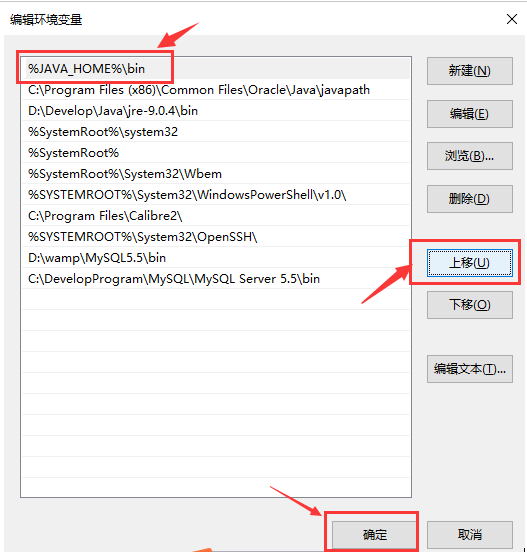 编辑环境变量
%JAVA_HOME%\bin
C:\Program Files (x86)\Common Files\Oracle\Java\javapath
D:\Develop\Java\jre-9.0.4\bin
%SystemRoot%\system32
%SystemRoot%
%SystemRoot%\System32\Wbem
%SYSTEMROOT%\System32\WindowsPowerShell\v1.0\
C:\Program Files\Calibre2\
%SYSTEMROOT%\System32\OpenSSH\
D:\wamp\MySQL5.5\bin
C:\DevelopProgram\MySQL\MySQL Server 5.5\bin
新建(N)
编辑(E)
浏览(B)...
删除(D)
上移(U)
下移(O)
编辑文本(T)...
确定
取消